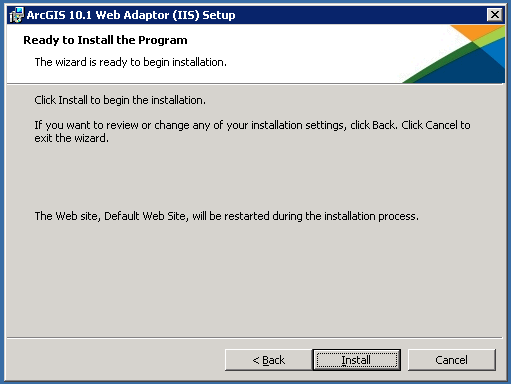 ArcGIS 10.1 Web Adaptor (IIS) Setup
Ready to Install the Program
The wizard is ready to begin installation.
Click Install to begin the installation.
If you want to review or change any of your installation settings, click Back. Click Cancel to
exit the wizard.
The Web site, Default Web Site, will be restarted during the installation process.
< Back
Install
Cancel